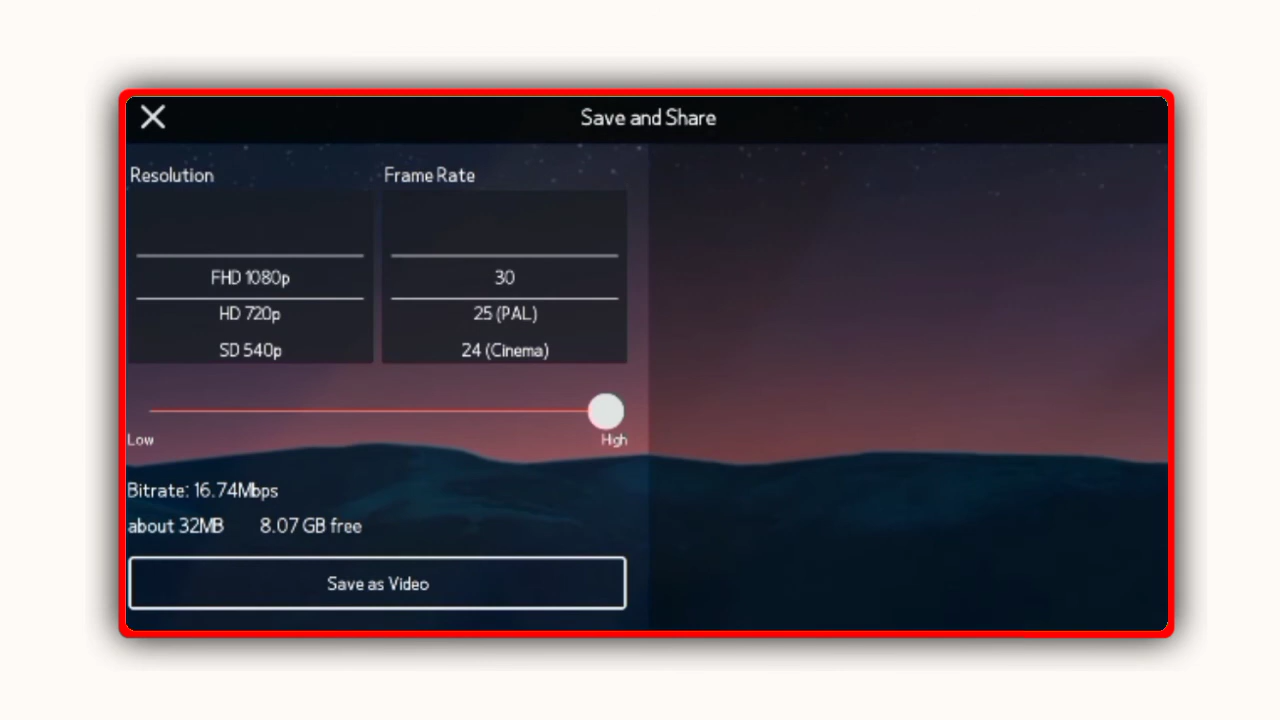 Save and Share
Resolution
Frame Rate
FHD 1080p
30
HD 720p
25 (PAL)
SD 540p
24 (Cinema)
Low
High
Bitrate: 16.74Mbps
about 32MB 8.07 GB free
Save as Video